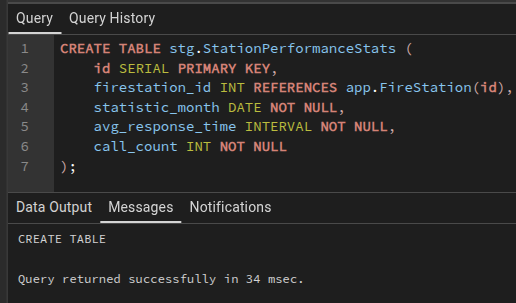 Query Query History
1 CREATE TABLE stg.StationPerformanceStats (
2 id SERIAL PRIMARY KEY,
3 firestation_id INT REFERENCES app.FireStation(id),
4 statistic_month DATE NOT NULL,
5 avg_response_time INTERVAL NOT NULL,
6 call_count INT NOT NULL
7 );
Data Output Messages Notifications
CREATE TABLE
Query returned successfully in 34 msec.